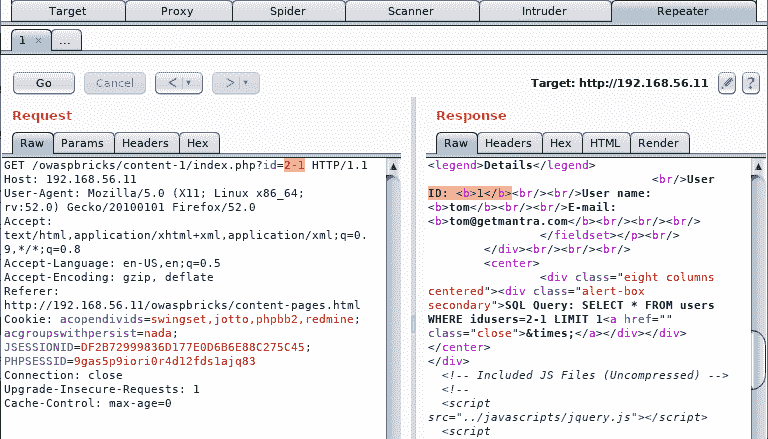 Target Proxy Spider Scanner Intruder Repeater
1 × ...
Go Cancel < > Target: http://192.168.56.11 ?
Request
Raw Params Headers Hex
GET /owaspbricks/content-1/index.php?id=2-1 HTTP/1.1
Host: 192.168.56.11
User-Agent: Mozilla/5.0 (X11; Linux x86_64;
rv:52.0) Gecko/20100101 Firefox/52.0
Accept:
text/html,application/xhtml+xml,application/xml;q=0.
9,*/*;q=0.8
Accept-Language: en-US,en;q=0.5
Accept-Encoding: gzip, deflate
Referer:
http://192.168.56.11/owaspbricks/content-pages.html
Cookie: acopendivids=swingset,jotto,phpbb2,redmine;
acgroupswithpersist=nada;
JSESSIONID=DF2B72999836D177E0D6B6E88C275C45;
PHPSESSID=9gas5p9iori0r4d12fds1ajq83
Connection: close
Upgrade-Insecure-Requests: 1
Cache-Control: max-age=0
Response
Raw Headers Hex HTML Render
<legend>Details</legend>
<br/>User
ID: <b>1</b><br/><br/>User name:
<b>tom</b><br/><br/>E-mail:
<b>tom@getmantra.com</b><br/><br/><br/>
</fieldset></p><br/>
</div><br/><br/><br/>
<center>
<div class="eight columns
centered"><div class="alert-box
secondary">SQL Query: SELECT * FROM users
WHERE idusers=2-1 LIMIT 1<a href=""
class="close">&times;</a></div></div>
</center>
</div>
<!-- Included JS Files (Uncompressed) -->
<!--
<script
src="../javascripts/jquery.js"></script>
<script